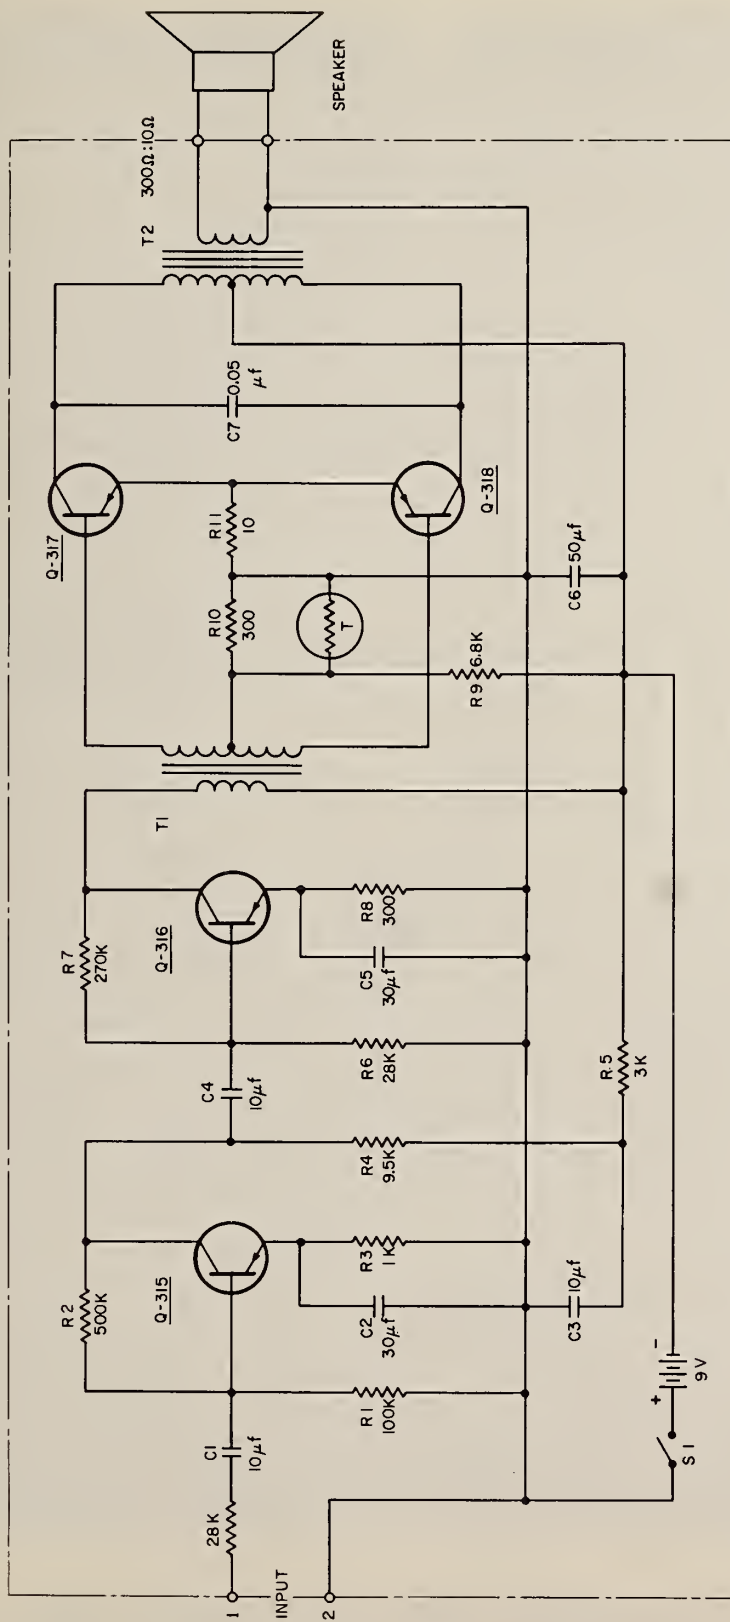 1
INPUT
2
28K
C1
10μf
R2
500K
Q-315
R1
100K
C2
30μf
R3
1K
C3
10μf
S1
+
-
9V
R4
9.5K
C4
10μf
R5
3K
R7
270K
Q-316
R6
28K
C5
30μf
R8
300
T1
R9
6.8K
R10
300
R11
10
T
Q-317
Q-318
C6
50μf
C7
0.05
μf
T2
300Ω:10Ω
SPEAKER